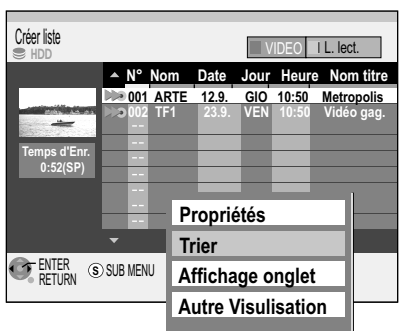 Créer liste
HDD
VIDEO L. lect.
N° Nom Date Jour Heure Nom titre
001 ARTE 12.9. GIO 10:50 Metropolis
002 TF1 23.9. VEN 10:50 Vidéo gag.
--
--
--
--
--
--
Temps d'Enr.
0:52(SP)
Propriétés
Trier
Affichage onglet
Autre Visulisation
ENTER
RETURN
S SUB MENU